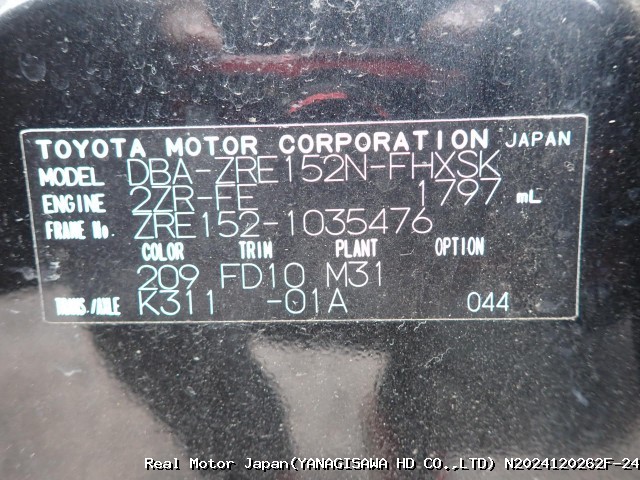 TOYOTA MOTOR CORPORATION JAPAN
MODEL DBA-ZRE152N-FHXSK
ENGINE 2ZR-FE 1797 mL
FRAME No. ZRE152-1035476
COLOR TRIM PLANT OPTION
209 FD10 M31
TRANS./AXLE K311 -01A 044
Real Motor Japan(YANAGISAWA HD CO.,LTD) N2024120262F-24